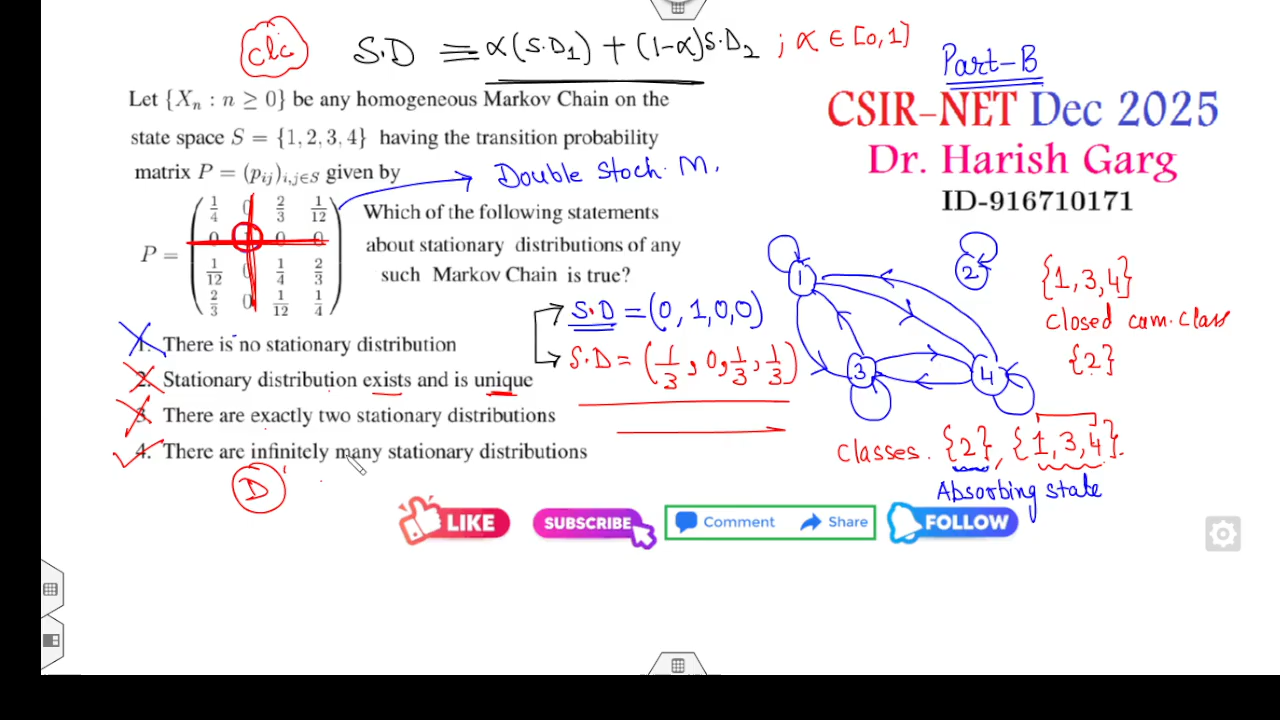 clc
S.D ≡ α(S.D₁) + (1-α)S.D₂ ; α ∈ [0,1]
Part-B
Let {Xₙ : n ≥ 0} be any homogeneous Markov Chain on the
state space S = {1, 2, 3, 4} having the transition probability
matrix P = (pᵢⱼ)ᵢ,ⱼ∈S given by
CSIR-NET Dec 2025
Dr. Harish Garg
ID-916710171
Double Stoch. M.
P =
1/4 0 2/3 1/12
0 0 0
1/12 0 1/4 2/3
2/3 0 1/12 1/4
Which of the following statements
about stationary distributions of any
such Markov Chain is true?
S.D = (0, 1, 0, 0)
S.D = (1/3, 0, 1/3, 1/3)
1. There is no stationary distribution
2. Stationary distribution exists and is unique
3. There are exactly two stationary distributions
4. There are infinitely many stationary distributions
D
1
2
3
4
{1, 3, 4}
Closed com. class
{2}
Classes. {2}, {1, 3, 4}.
Absorbing state
LIKE
SUBSCRIBE
Comment
Share
FOLLOW